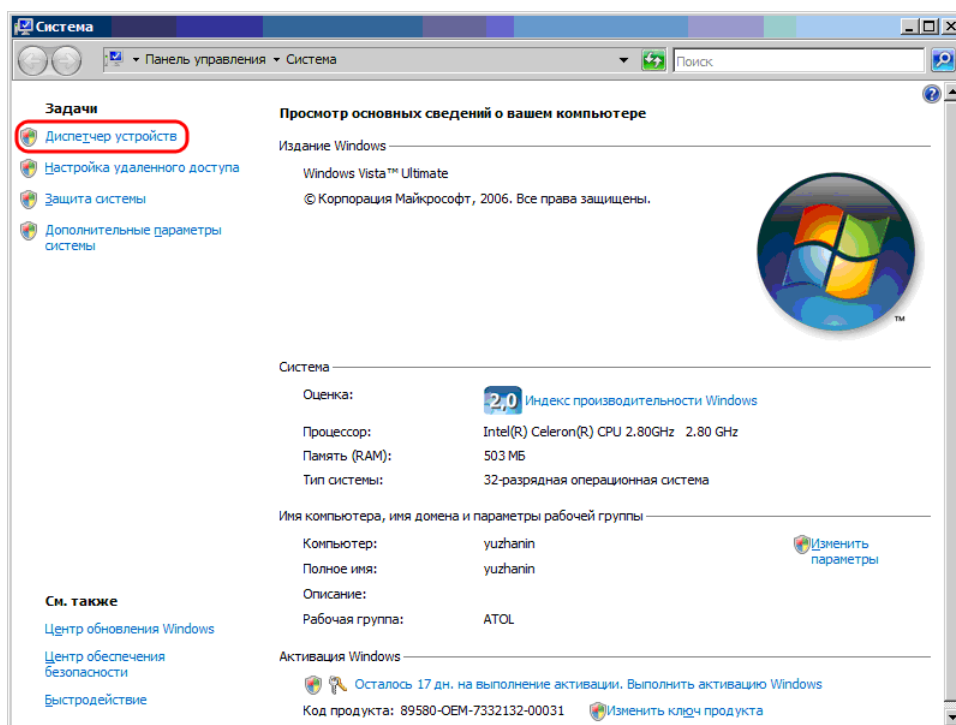 Система
Панель управления Система
Поиск
Задачи
Диспетчер устройств
Настройка удаленного доступа
Защита системы
Дополнительные параметры
системы
Просмотр основных сведений о вашем компьютере
Издание Windows
Windows Vista™ Ultimate
© Корпорация Майкрософт, 2006. Все права защищены.
TM
Система
Оценка: 2,0 Индекс производительности Windows
Процессор: Intel(R) Celeron(R) CPU 2.80GHz 2.80 GHz
Память (RAM): 503 МБ
Тип системы: 32-разрядная операционная система
Имя компьютера, имя домена и параметры рабочей группы
Компьютер: yuzhanin
Изменить
параметры
Полное имя: yuzhanin
Описание:
Рабочая группа: ATOL
См. также
Центр обновления Windows
Центр обеспечения
безопасности
Быстродействие
Активация Windows
Осталось 17 дн. на выполнение активации. Выполнить активацию Windows
Код продукта: 89580-OEM-7332132-00031 Изменить ключ продукта